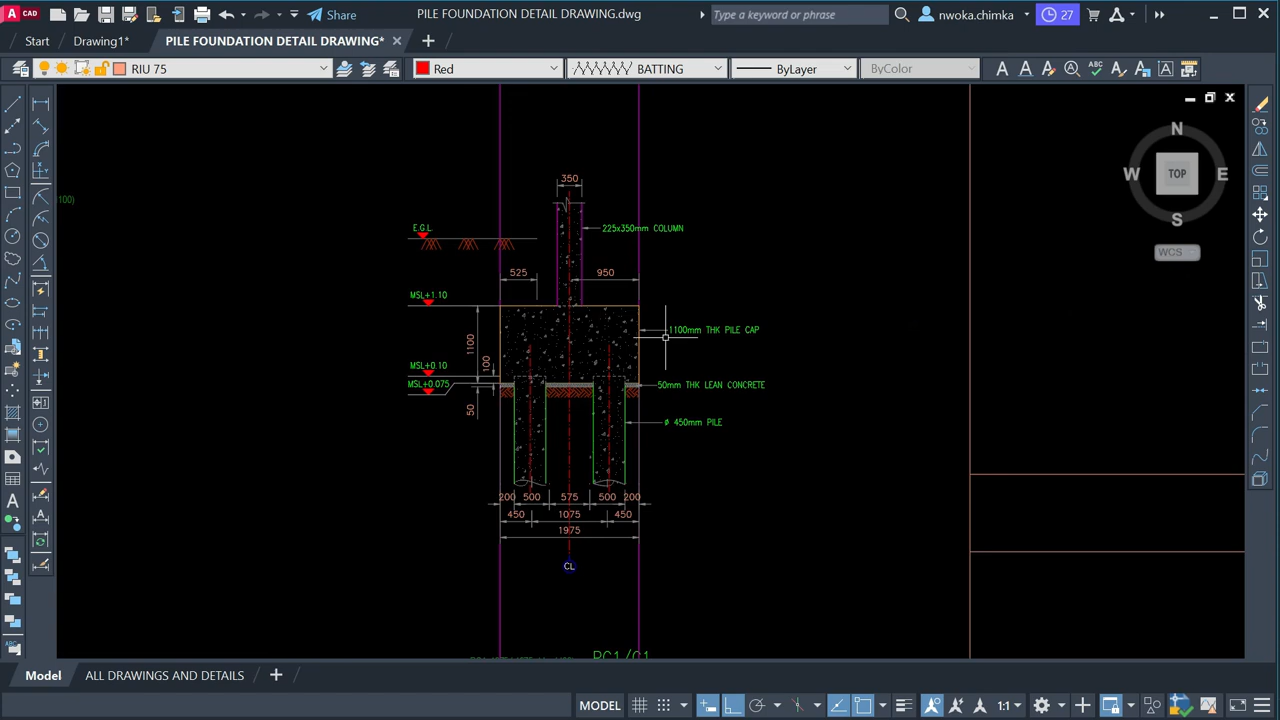 CAD
Share
PILE FOUNDATION DETAIL DRAWING.dwg
Type a keyword or phrase
nwoka.chimka
27
Start
Drawing1*
PILE FOUNDATION DETAIL DRAWING*
RIU 75
Red
BATTING
ByLayer
ByColor
N
W
TOP
E
S
WCS
100)
350
E.G.L
225x350mm COLUMN
525
950
MSL+1.10
1100mm THK PILE CAP
1100
100
MSL+0.10
MSL+0.075
50mm THK LEAN CONCRETE
50
ø 450mm PILE
200 500 575 500 200
450 1075 450
1975
CL
PC1/C1
Model
ALL DRAWINGS AND DETAILS
MODEL
1:1